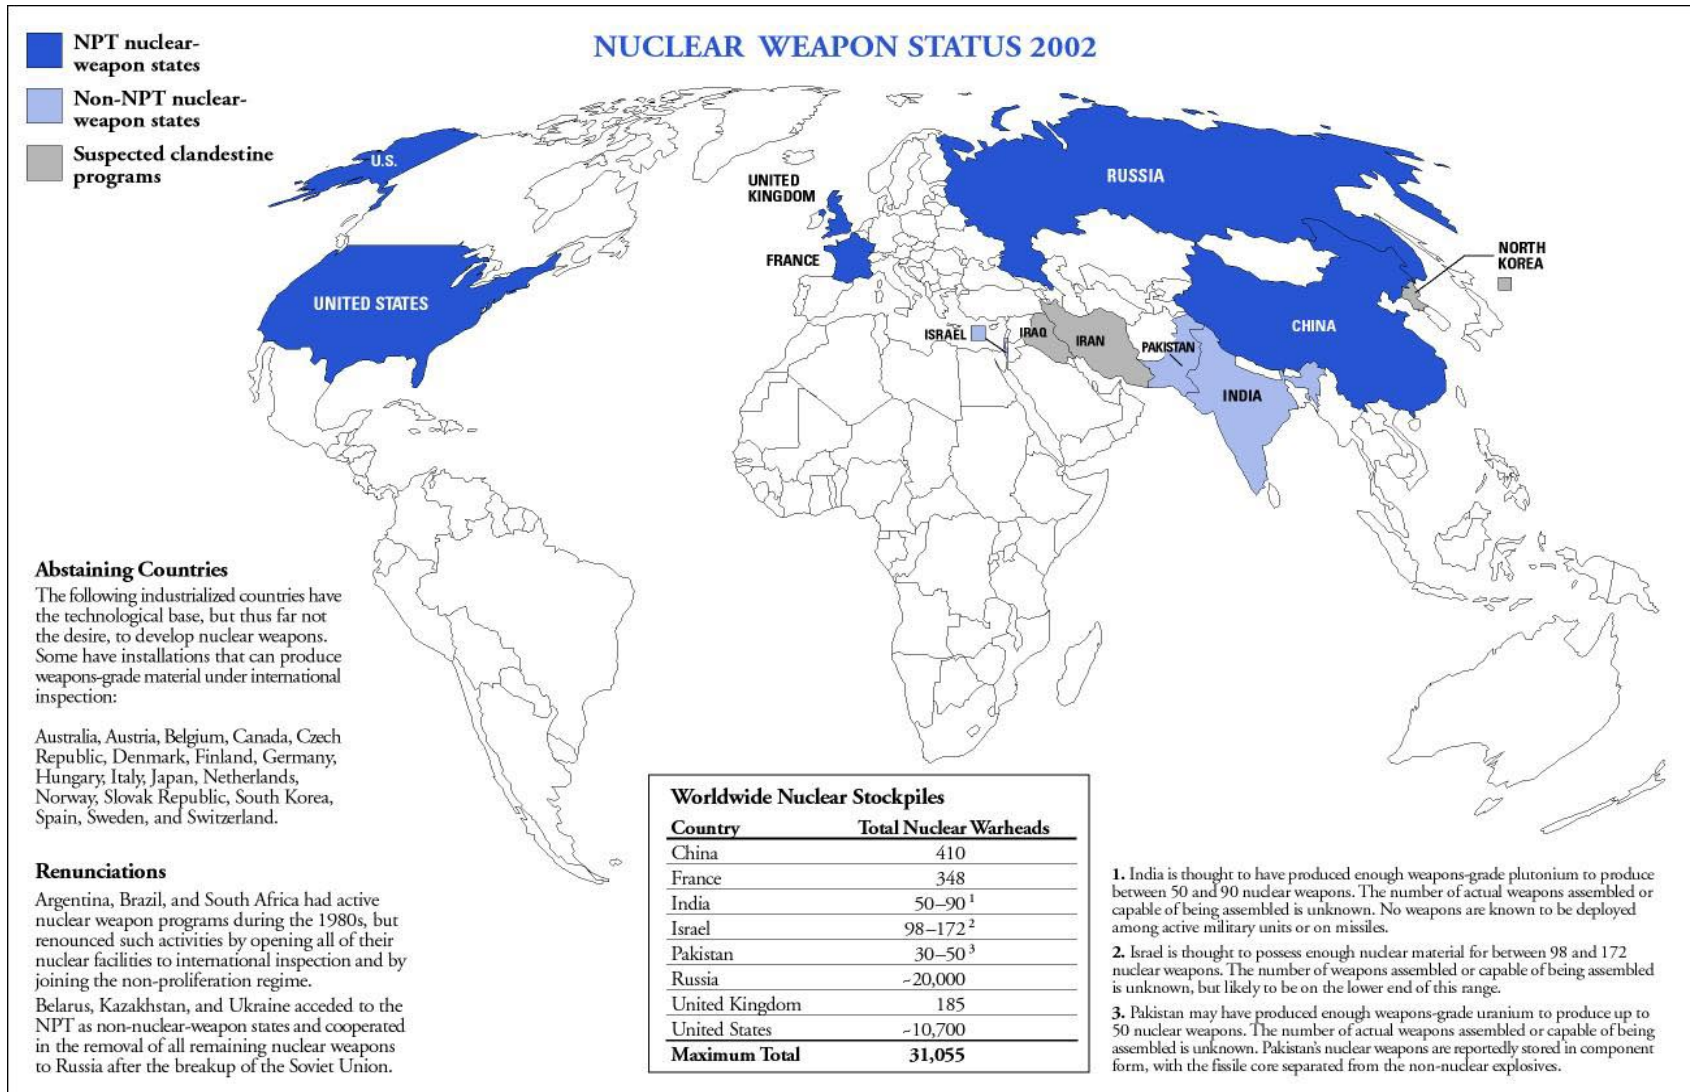 NUCLEAR WEAPON STATUS 2002
NPT nuclear-
weapon states
Non-NPT nuclear-
weapon states
Suspected clandestine
programs
U.S.
UNITED STATES
UNITED
KINGDOM
FRANCE
RUSSIA
NORTH
KOREA
CHINA
ISRAEL
IRAQ
IRAN
PAKISTAN
INDIA
Abstaining Countries
The following industrialized countries have
the technological base, but thus far not
the desire, to develop nuclear weapons.
Some have installations that can produce
weapons-grade material under international
inspection:
Australia, Austria, Belgium, Canada, Czech
Republic, Denmark, Finland, Germany,
Hungary, Italy, Japan, Netherlands,
Norway, Slovak Republic, South Korea,
Spain, Sweden, and Switzerland.
Renunciations
Argentina, Brazil, and South Africa had active
nuclear weapon programs during the 1980s, but
renounced such activities by opening all of their
nuclear facilities to international inspection and by
joining the non-proliferation regime.
Belarus, Kazakhstan, and Ukraine acceded to the
NPT as non-nuclear-weapon states and cooperated
in the removal of all remaining nuclear weapons
to Russia after the breakup of the Soviet Union.
Worldwide Nuclear Stockpiles
Country Total Nuclear Warheads
China 410
France 348
India 50–90 ¹
Israel 98–172 ²
Pakistan 30–50 ³
Russia ~20,000
United Kingdom 185
United States ~10,700
Maximum Total 31,055
1. India is thought to have produced enough weapons-grade plutonium to produce
between 50 and 90 nuclear weapons. The number of actual weapons assembled or
capable of being assembled is unknown. No weapons are known to be deployed
among active military units or on missiles.
2. Israel is thought to possess enough nuclear material for between 98 and 172
nuclear weapons. The number of weapons assembled or capable of being assembled
is unknown, but likely to be on the lower end of this range.
3. Pakistan may have produced enough weapons-grade uranium to produce up to
50 nuclear weapons. The number of actual weapons assembled or capable of being
assembled is unknown. Pakistan's nuclear weapons are reportedly stored in component
form, with the fissile core separated from the non-nuclear explosives.